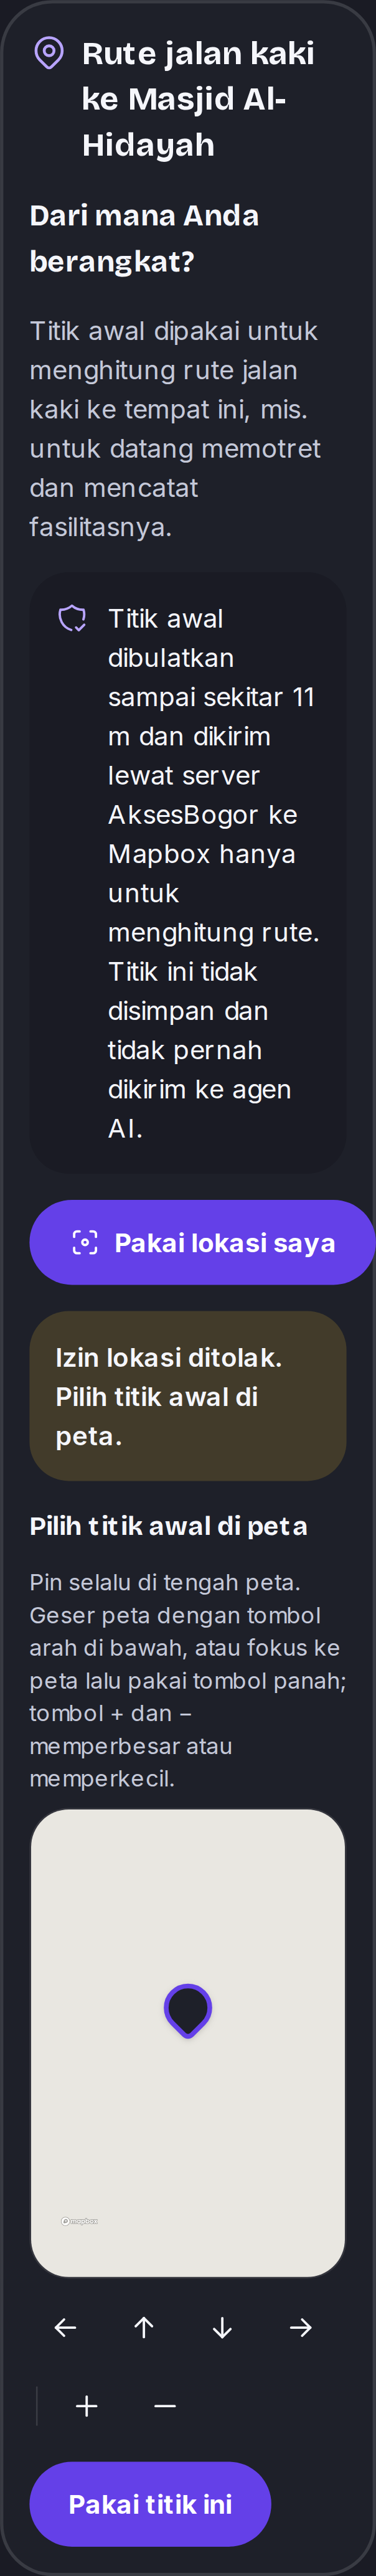 Rute jalan kaki
ke Masjid Al-
Hidayah
Dari mana Anda
berangkat?
Titik awal dipakai untuk
menghitung rute jalan
kaki ke tempat ini, mis.
untuk datang memotret
dan mencatat
fasilitasnya.
Titik awal
dibulatkan
sampai sekitar 11
m dan dikirim
lewat server
AksesBogor ke
Mapbox hanya
untuk
menghitung rute.
Titik ini tidak
disimpan dan
tidak pernah
dikirim ke agen
AI.
Pakai lokasi saya
Izin lokasi ditolak.
Pilih titik awal di
peta.
Pilih titik awal di peta
Pin selalu di tengah peta.
Geser peta dengan tombol
arah di bawah, atau fokus ke
peta lalu pakai tombol panah;
tombol + dan −
memperbesar atau
memperkecil.
mapbox
Pakai titik ini